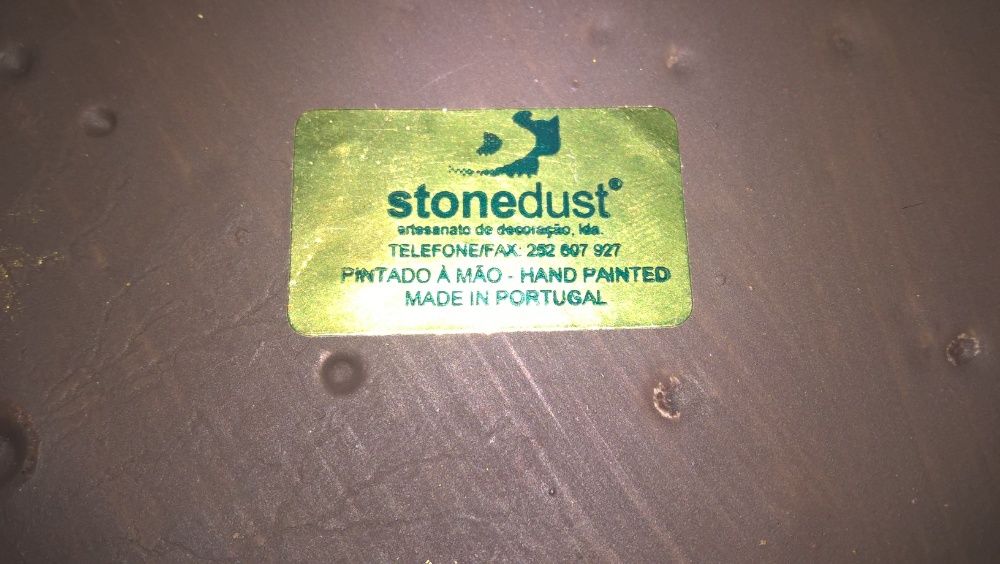 stonedust®
artesanato de decoração, lda.
TELEFONE/FAX: 252 607 927
PINTADO À MÃO - HAND PAINTED
MADE IN PORTUGAL